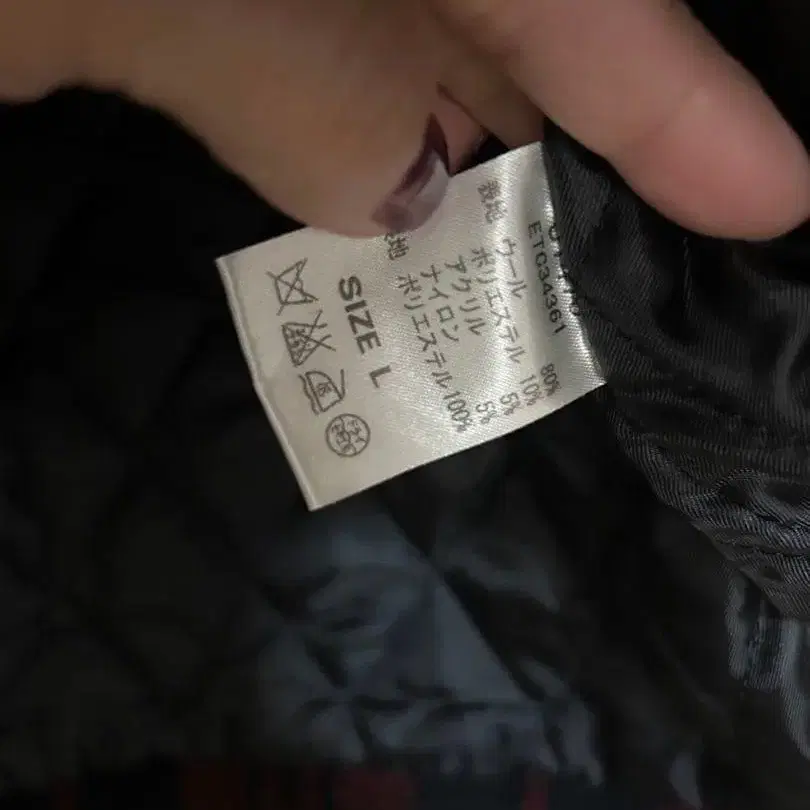 ETC34361
表地 ウール 80%
ポリエステル 10%
アクリル 5%
ナイロン 5%
地 ポリエステル 100%
SIZE L